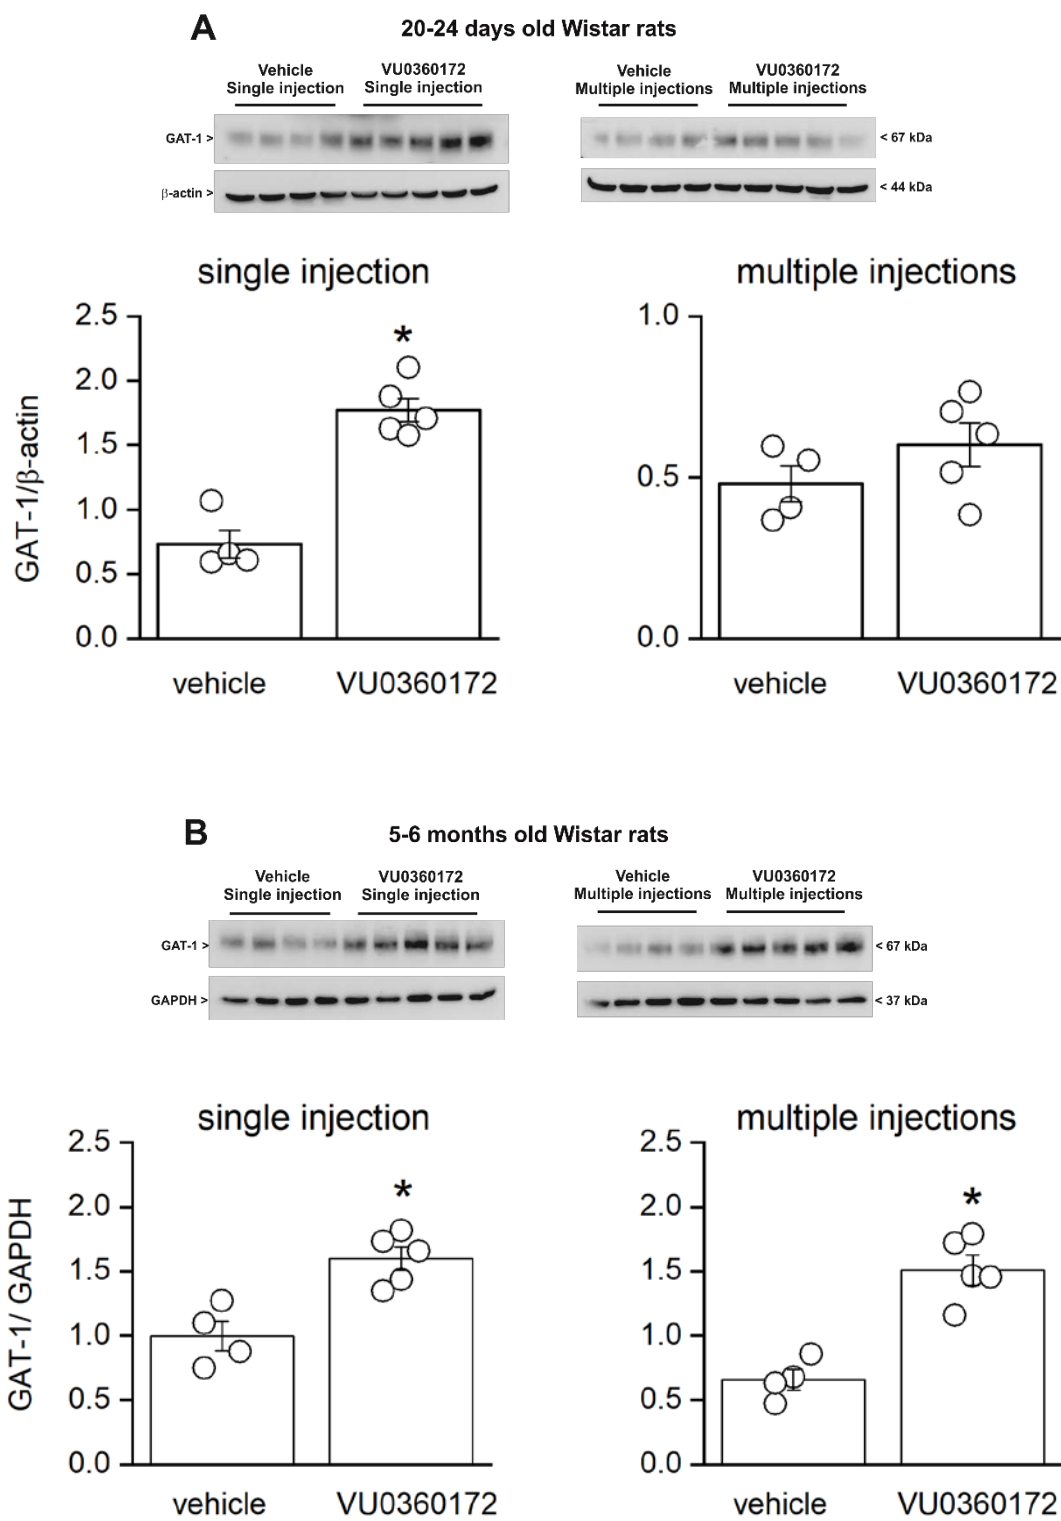 A
20-24 days old Wistar rats
Vehicle
Single injection
VU0360172
Single injection
Vehicle
Multiple injections
VU0360172
Multiple injections
GAT-1 >
< 67 kDa
β-actin >
< 44 kDa
single injection
multiple injections
GAT-1/β-actin
2.5
2.0
1.5
1.0
0.5
0.0
*
vehicle
VU0360172
1.0
0.5
0.0
vehicle
VU0360172
B
5-6 months old Wistar rats
Vehicle
Single injection
VU0360172
Single injection
Vehicle
Multiple injections
VU0360172
Multiple injections
GAT-1 >
< 67 kDa
GAPDH >
< 37 kDa
single injection
multiple injections
GAT-1/ GAPDH
2.5
2.0
1.5
1.0
0.5
0.0
*
vehicle
VU0360172
2.5
2.0
1.5
1.0
0.5
0.0
*
vehicle
VU0360172